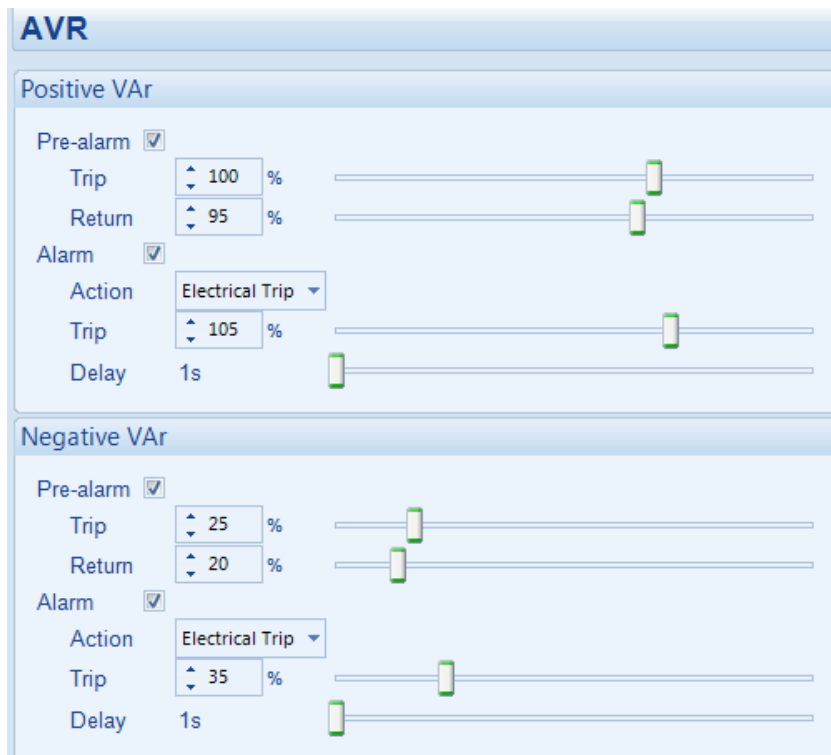 AVR
Positive VAr
Pre-alarm
Trip 100 %
Return 95 %
Alarm
Action Electrical Trip
Trip 105 %
Delay 1s
Negative VAr
Pre-alarm
Trip 25 %
Return 20 %
Alarm
Action Electrical Trip
Trip 35 %
Delay 1s